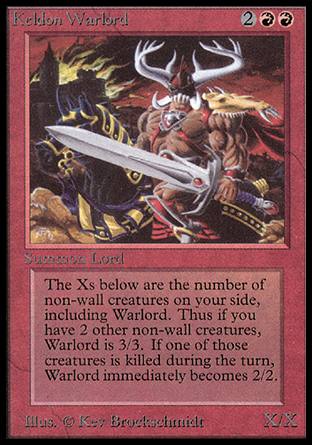 Keldon Warlord 2
Summon Lord
The Xs below are the number of
non-wall creatures on your side,
including Warlord. Thus if you
have 2 other non-wall creatures,
Warlord is 3/3. If one of those
creatures is killed during the turn,
Warlord immediately becomes 2/2.
Illus. © Kev Brockschmidt X/X